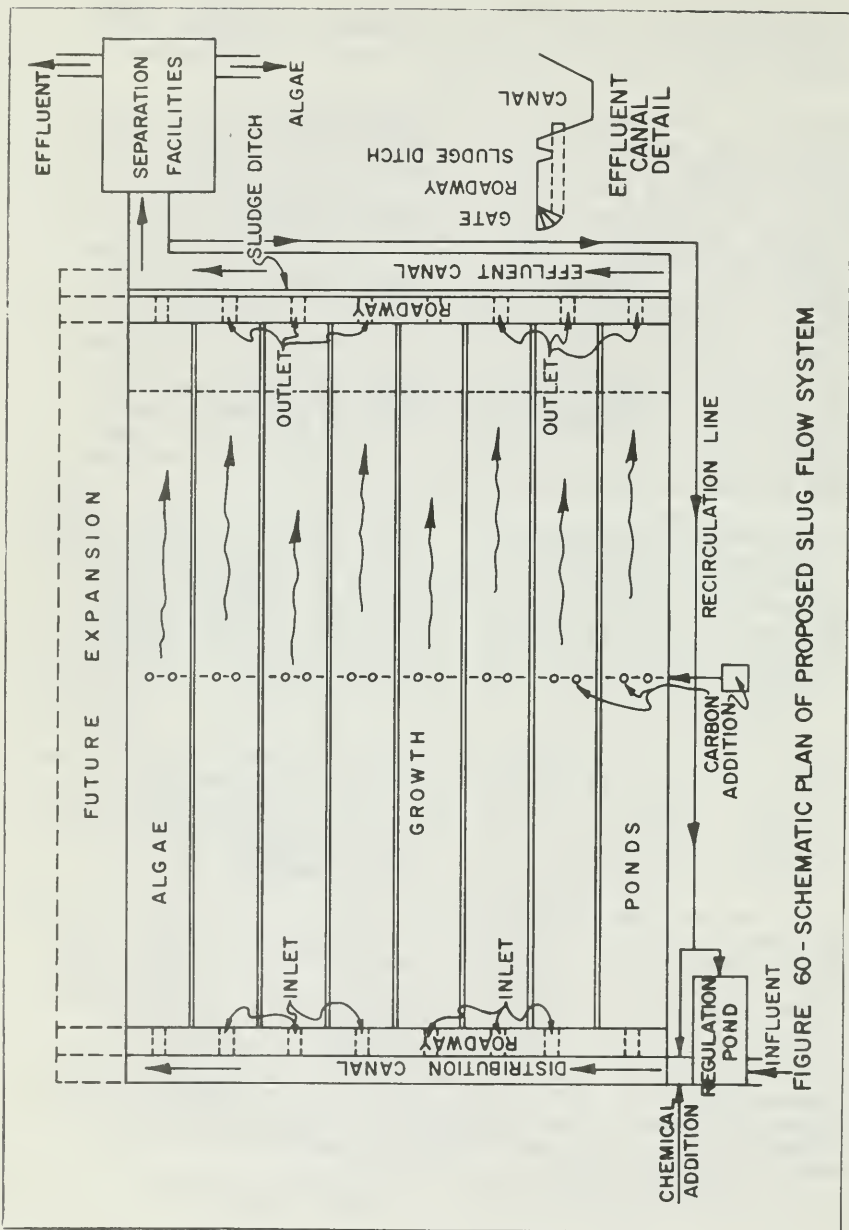 EFFLUENT
SEPARATION
FACILITIES
ALGAE
SLUDGE DITCH
FUTURE EXPANSION
EFFLUENT CANAL
ROADWAY
OUTLET
OUTLET
ALGAE
GROWTH
PONDS
INLET
INLET
ROADWAY
DISTRIBUTION CANAL
CARBON
ADDITION
RECIRCULATION LINE
CHEMICAL
ADDITION
REGULATION
POND
INFLUENT
GATE
ROADWAY
SLUDGE DITCH
CANAL
EFFLUENT
CANAL
DETAIL
FIGURE 60-SCHEMATIC PLAN OF PROPOSED SLUG FLOW SYSTEM